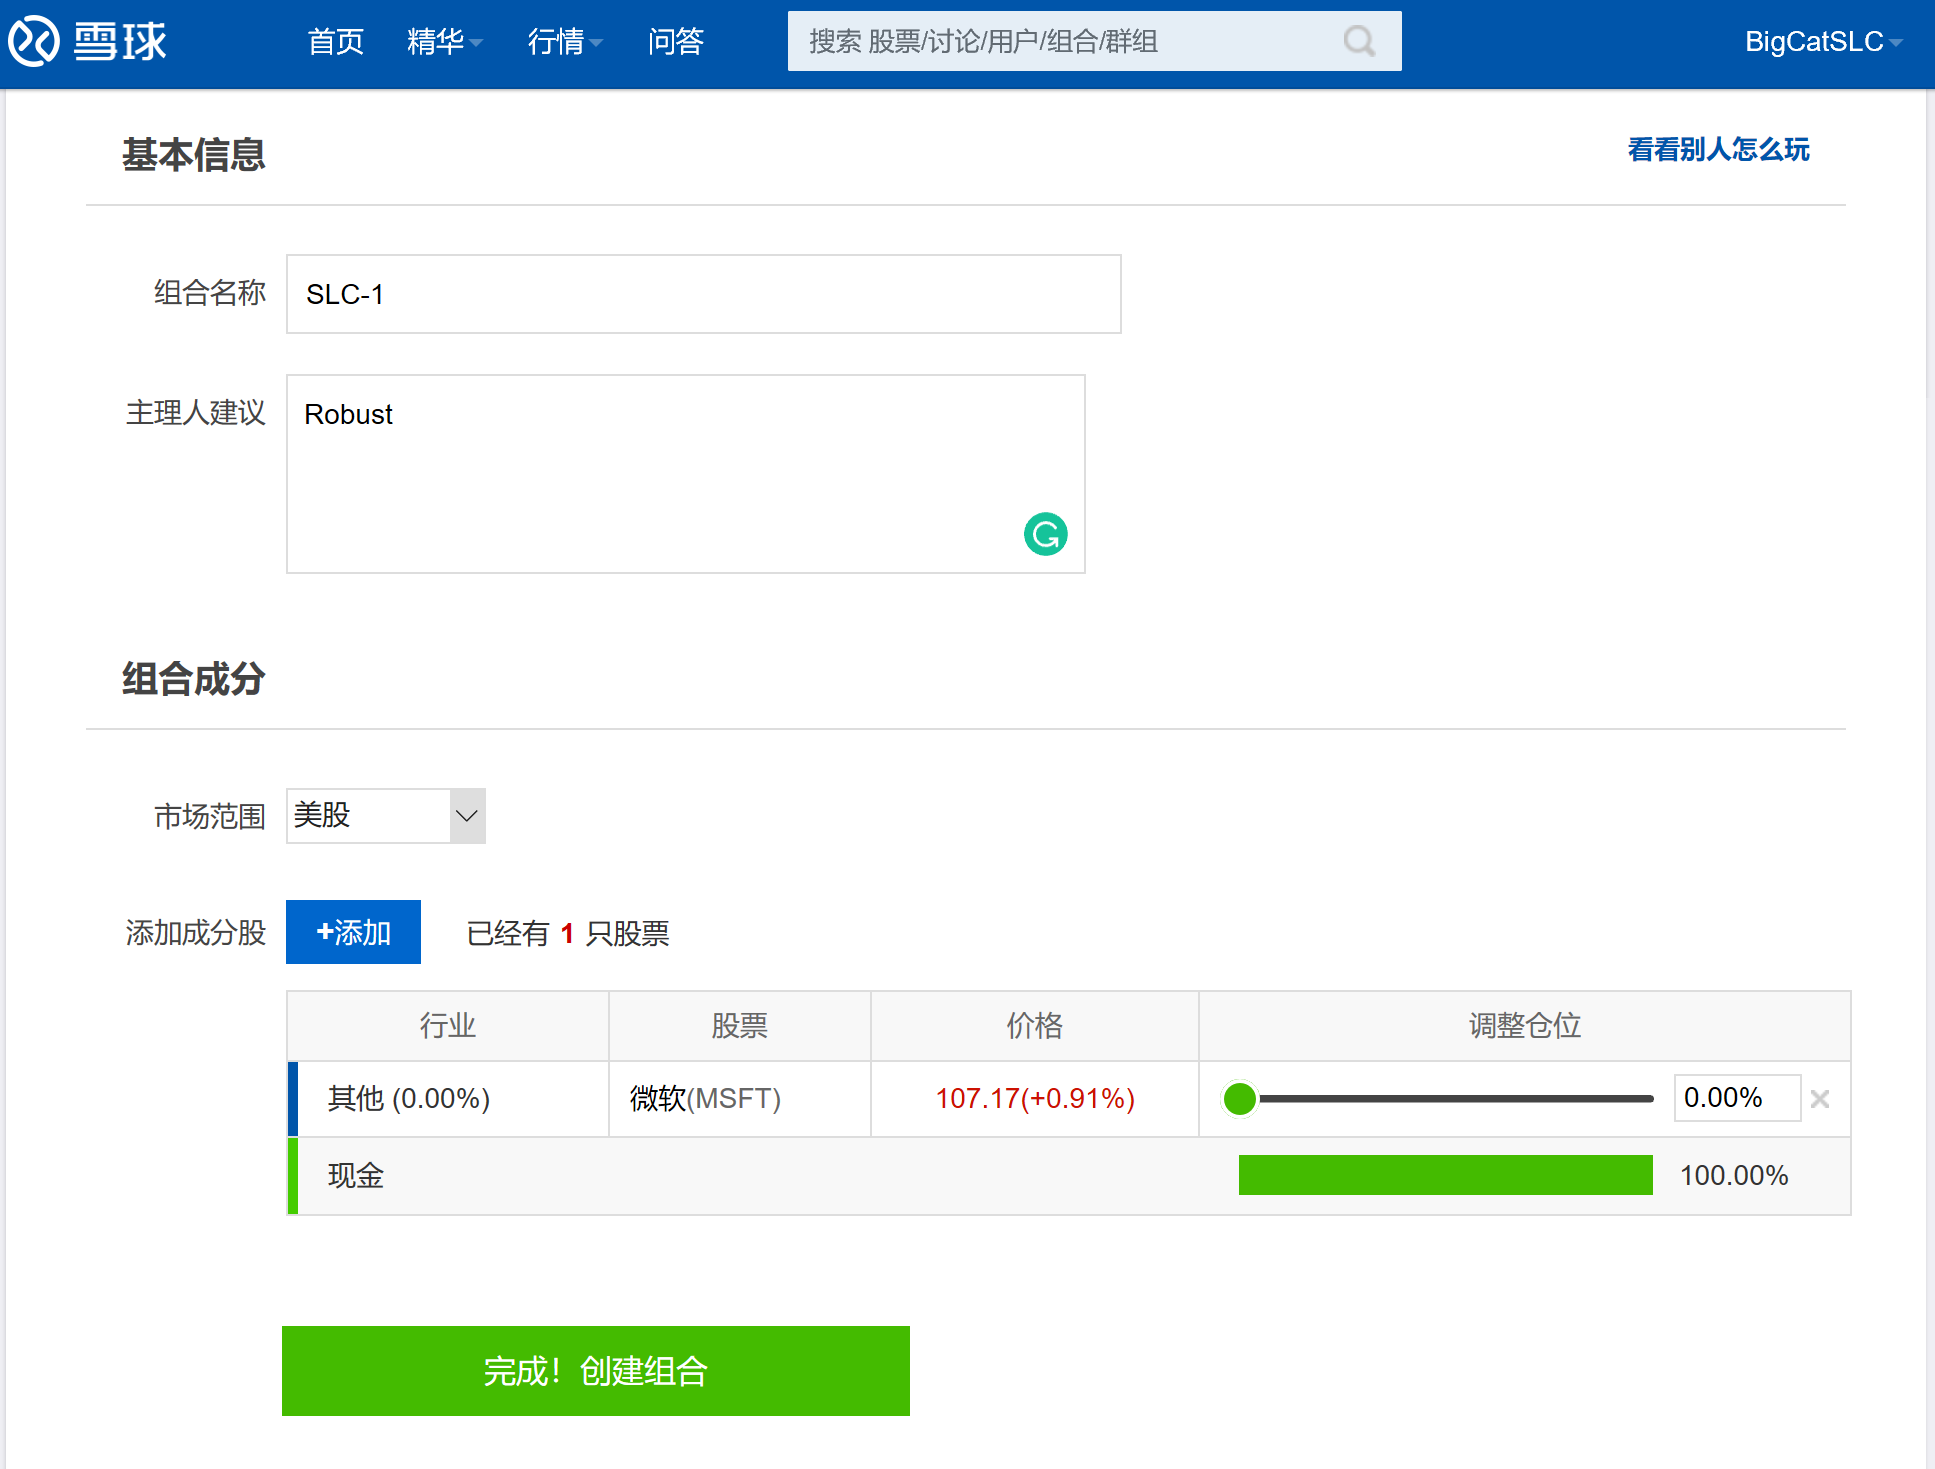 雪球 首页 精华 行情 问答 搜索 股票/讨论/用户/组合/群组 BigCatSLC
基本信息 看看别人怎么玩
组合名称 SLC-1
主理人建议 Robust
组合成分
市场范围 美股
添加成分股 +添加 已经有 1 只股票
行业 股票 价格 调整仓位
其他 (0.00%) 微软(MSFT) 107.17(+0.91%) 0.00%
现金 100.00%
完成！创建组合